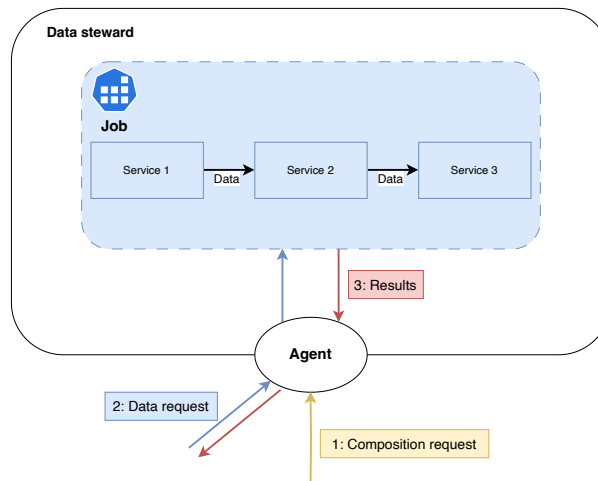 Data steward
Job
Service 1
Data
Service 2
Data
Service 3
3: Results
Agent
2: Data request
1: Composition request